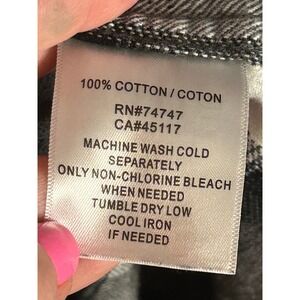 100% COTTON / COTON
RN#74747
CA#45117
MACHINE WASH COLD
SEPARATELY
ONLY NON-CHLORINE BLEACH
WHEN NEEDED
TUMBLE DRY LOW
COOL IRON
IF NEEDED